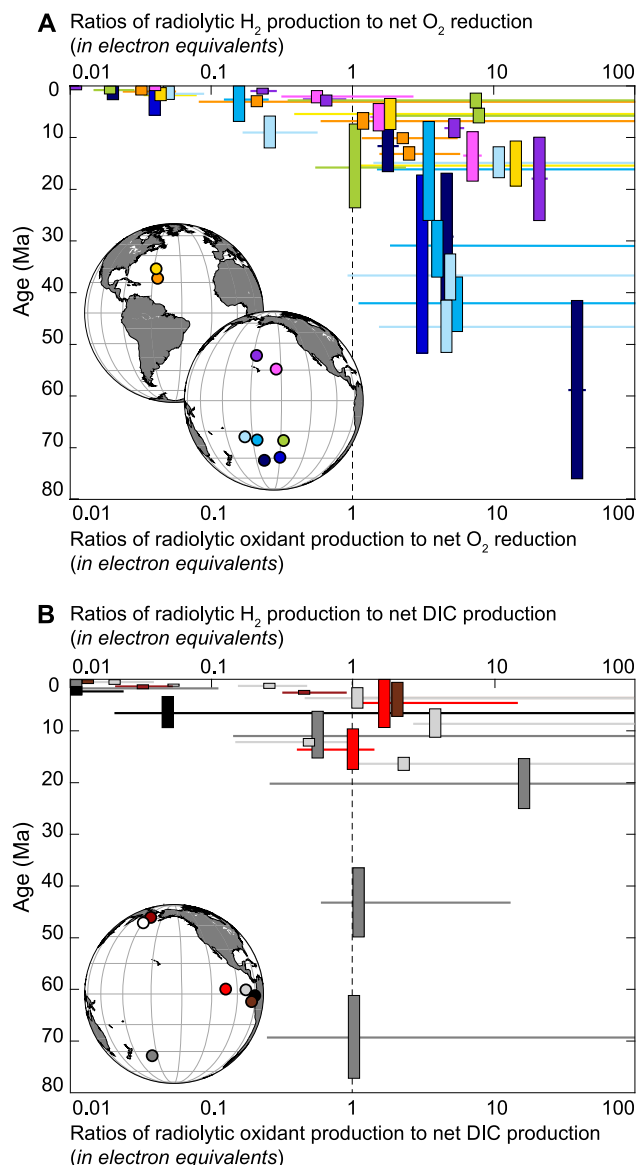 A Ratios of radiolytic H₂ production to net O₂ reduction
(in electron equivalents)
0.01 0.1 1 10 100
0
10
20
30
40
50
60
70
80
Age (Ma)
0.01 0.1 1 10 100
Ratios of radiolytic oxidant production to net O₂ reduction
(in electron equivalents)
B Ratios of radiolytic H₂ production to net DIC production
(in electron equivalents)
0.01 0.1 1 10 100
0
10
20
30
40
50
60
70
80
Age (Ma)
0.01 0.1 1 10 100
Ratios of radiolytic oxidant production to net DIC production
(in electron equivalents)